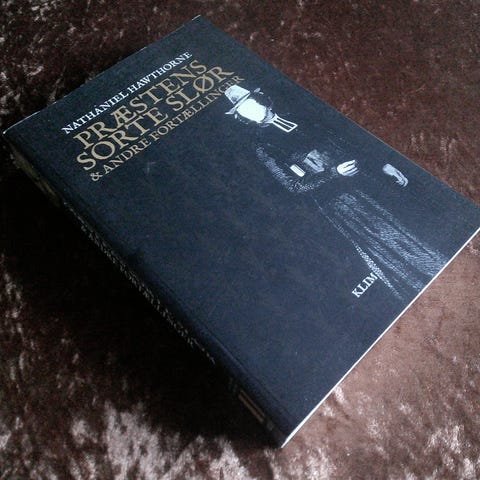 NATHANIEL HAWTHORNE
PRÆSTENS
SORTE SLØR
& ANDRE FORTÆLLINGER
KLIM